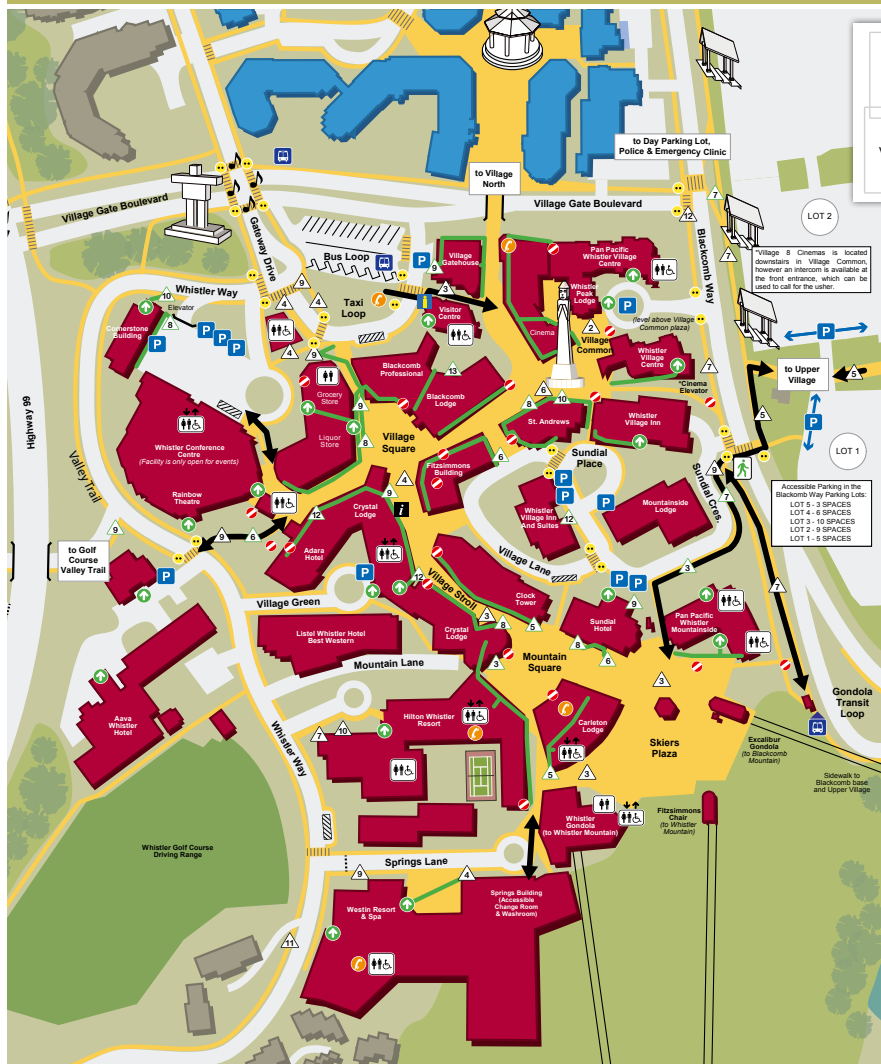 to Village
North
to Day Parking Lot,
Police & Emergency Clinic
Village Gate Boulevard
Village Gate Boulevard
Gateway Drive
Blackcomb Way
LOT 2
*Village 8 Cinemas is located
downstairs in Village Common,
however an intercom is available at
the front entrance, which can be
used to call for the usher.
Bus Loop
Village
Gatehouse
Pan Pacific
Whistler Village
Centre
Whistler
Peak
Lodge
Whistler Way
Elevator
Cornerstone
Building
Taxi
Loop
Visitor
Centre
(level above Village
Common plaza)
Cinema
Village
Common
Whistler
Village
Centre
*Cinema
Elevator
to Upper
Village
Blackcomb
Professional
Blackcomb
Lodge
Grocery
Store
Liquor
Store
Village
Square
St. Andrews
Whistler
Village Inn
Highway 99
Valley Trail
Whistler Conference
Centre
(Facility is only open for events)
Rainbow
Theatre
Fitzsimmons
Building
Sundial
Place
Sundial Cres.
LOT 1
Accessible Parking in the
Blackomb Way Parking Lots:
LOT 5 - 3 SPACES
LOT 4 - 6 SPACES
LOT 3 - 10 SPACES
LOT 2 - 9 SPACES
LOT 1 - 5 SPACES
Crystal
Lodge
Whistler
Village Inn
And Suites
Mountainside
Lodge
to Golf
Course
Valley Trail
Adara
Hotel
Village Lane
Village Green
Village Stroll
Clock
Tower
Listel Whistler Hotel
Best Western
Crystal
Lodge
Sundial
Hotel
Pan Pacific
Whistler
Mountainside
Mountain Lane
Mountain
Square
Aava
Whistler
Hotel
Whistler Way
Hilton Whistler
Resort
Carleton
Lodge
Skiers
Plaza
Gondola
Transit
Loop
Excalibur
Gondola
(to Blackcomb
Mountain)
Sidewalk to
Blackcomb base
and Upper Village
Whistler
Gondola
(to Whistler Mountain)
Fitzsimmons
Chair
(to Whistler
Mountain)
Whistler Golf Course
Driving Range
Springs Lane
Westin Resort
& Spa
Springs Building
(Accessible
Change Room
& Washroom)